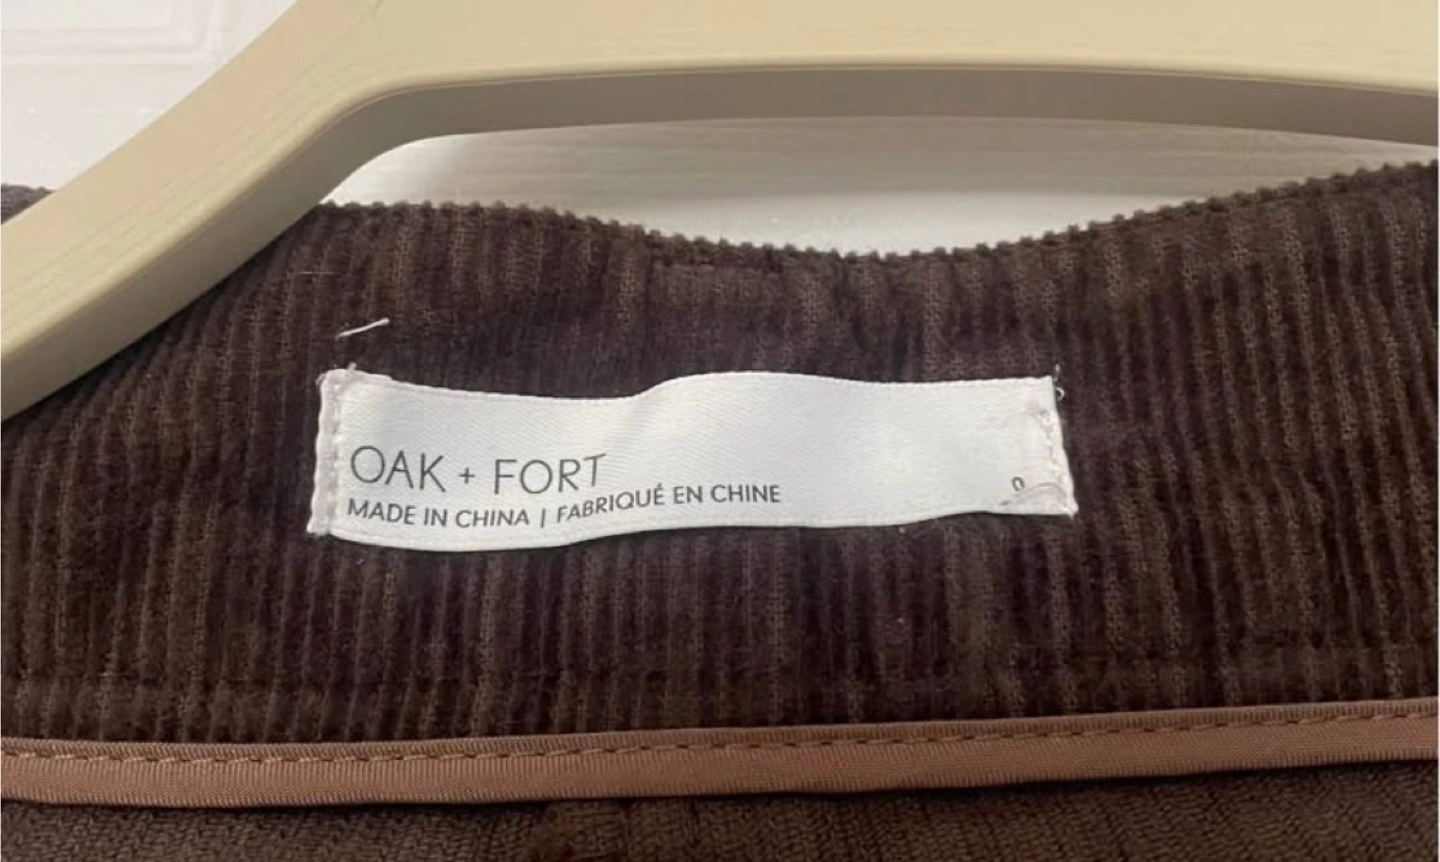 OAK + FORT
MADE IN CHINA | FABRIQUÉ EN CHINE
0